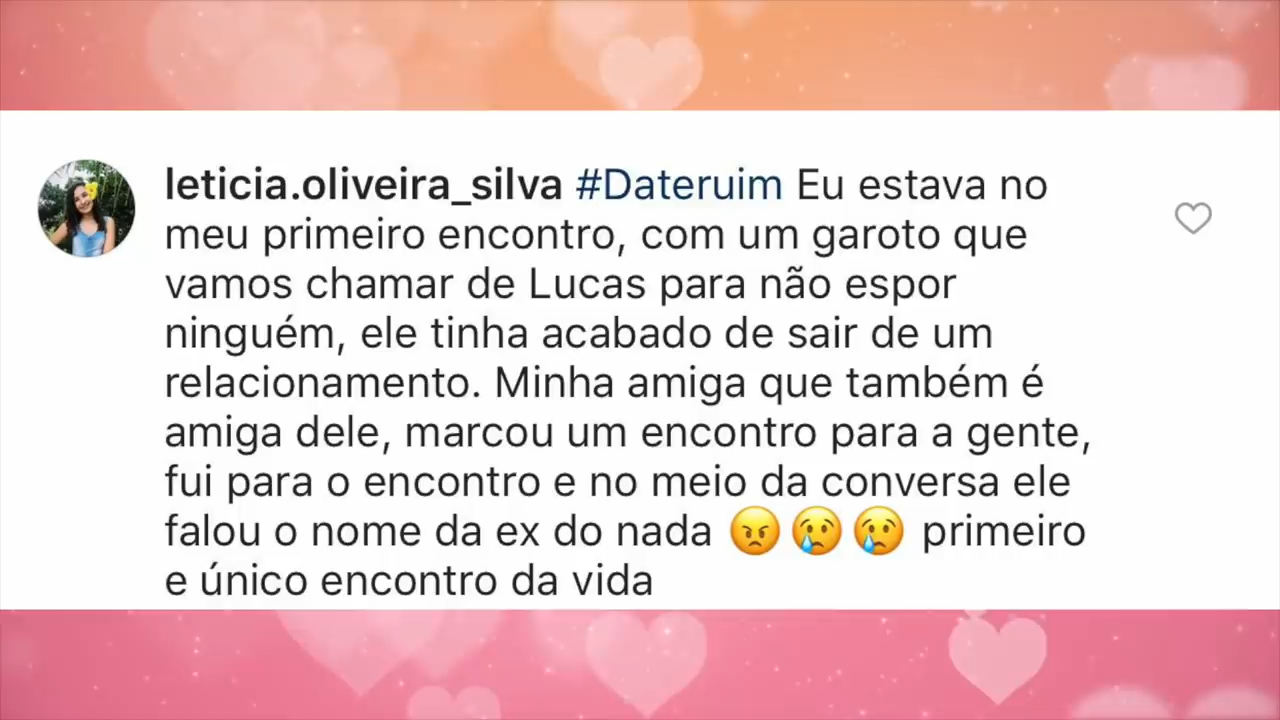 leticia.oliveira_silva #Dateruim Eu estava no
meu primeiro encontro, com um garoto que
vamos chamar de Lucas para não espor
ninguém, ele tinha acabado de sair de um
relacionamento. Minha amiga que também é
amiga dele, marcou um encontro para a gente,
fui para o encontro e no meio da conversa ele
falou o nome da ex do nada 😠😢😢 primeiro
e único encontro da vida